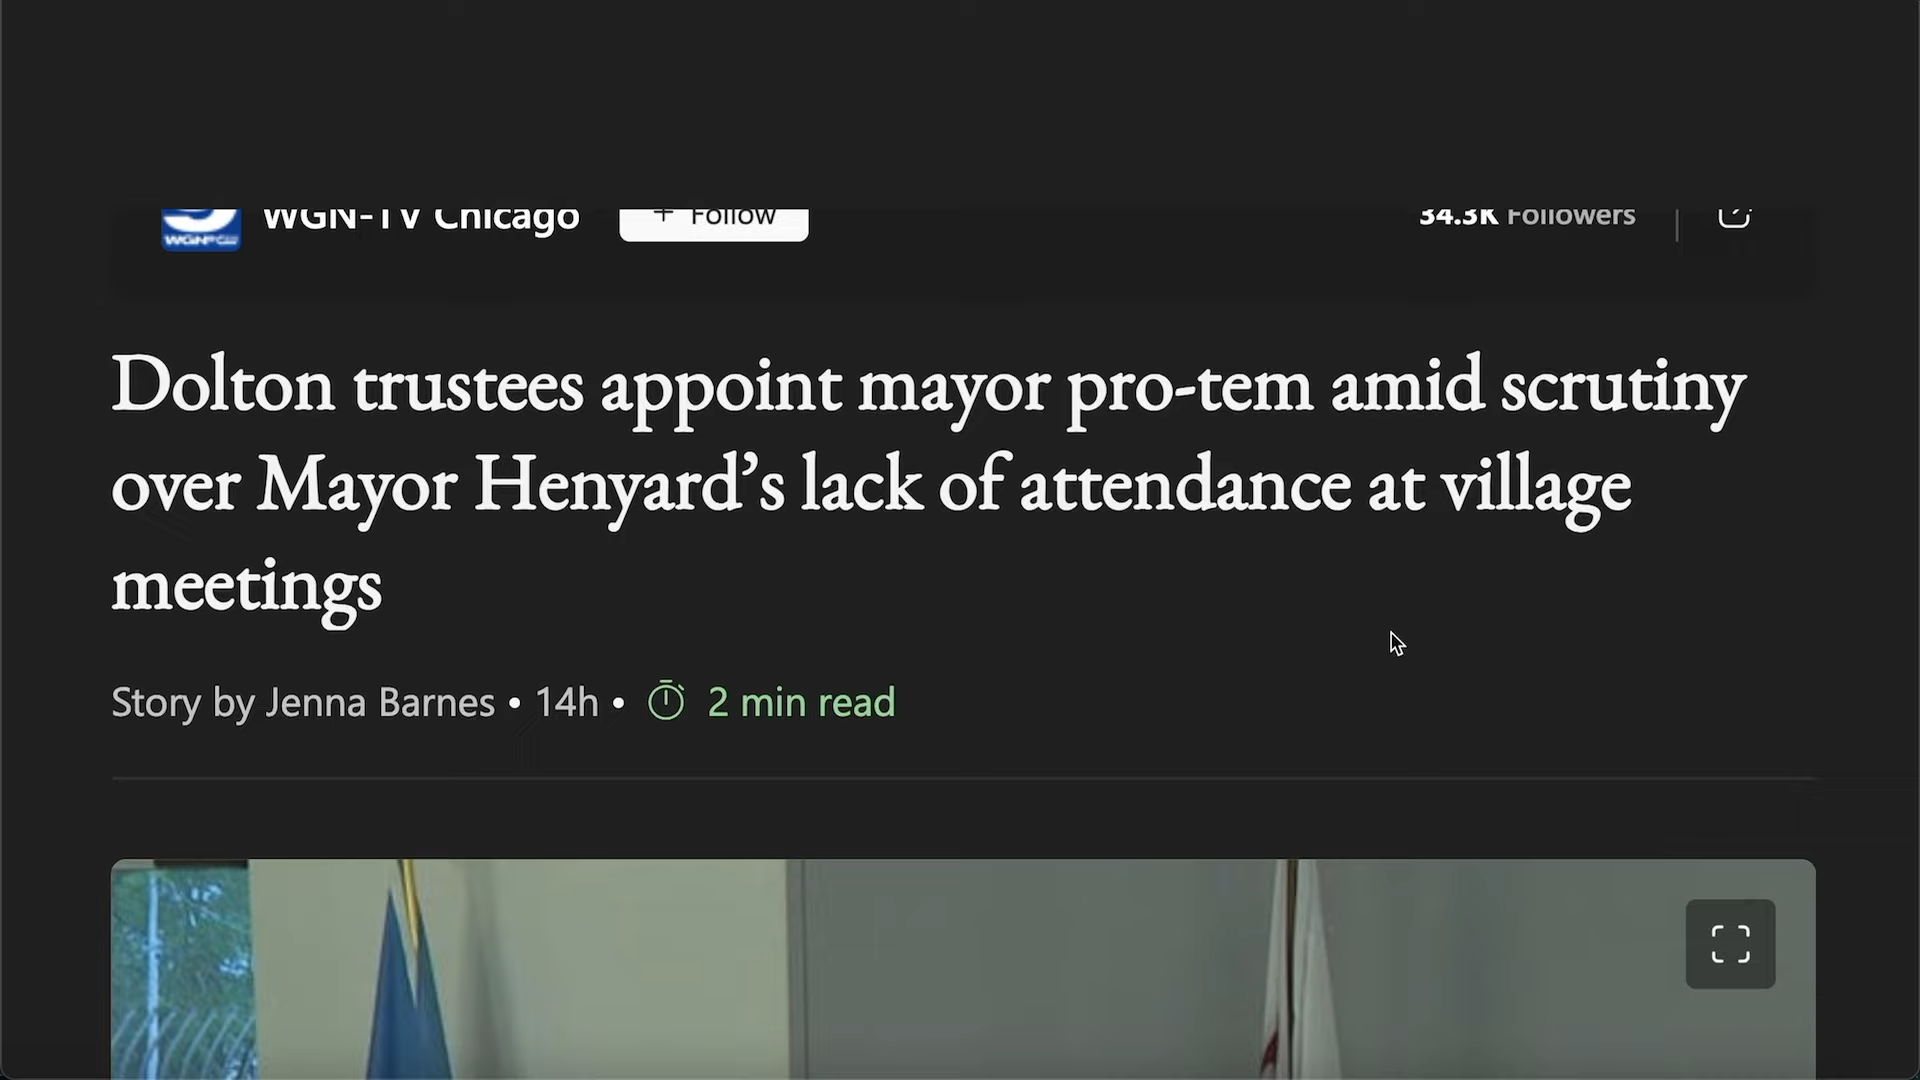 WGN-TV Chicago
+ Follow
34.3K Followers
Dolton trustees appoint mayor pro-tem amid scrutiny
over Mayor Henyard’s lack of attendance at village
meetings
Story by Jenna Barnes • 14h • 2 min read